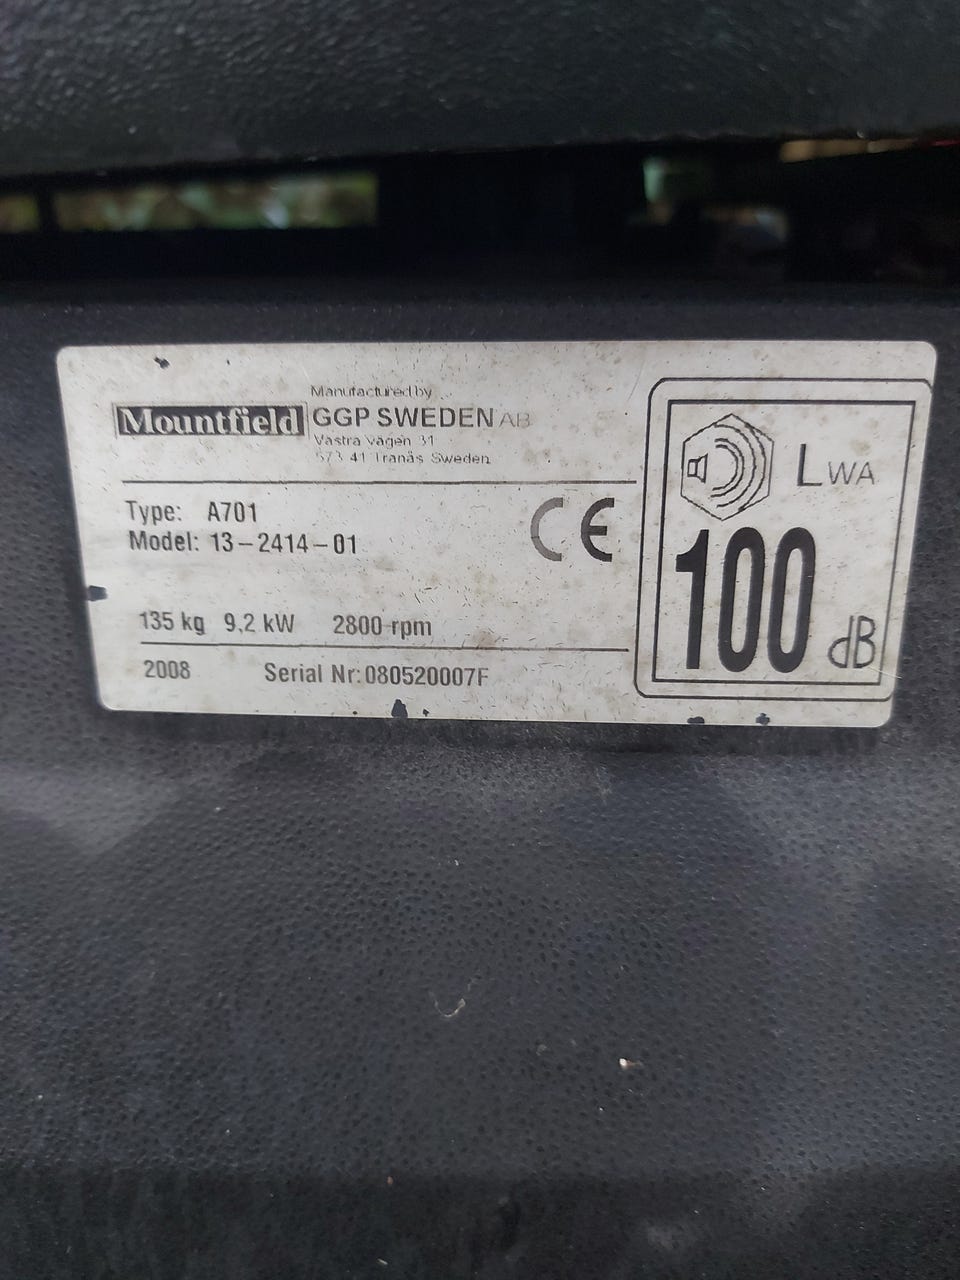 Manufactured by
Mountfield GGP SWEDEN AB
Västra vägen 31
573 41 Tranås Sweden
Type: A701
Model: 13-2414-01
CE
135 kg 9,2 kW 2800 rpm
2008 Serial Nr:080520007F
LWA
100
dB